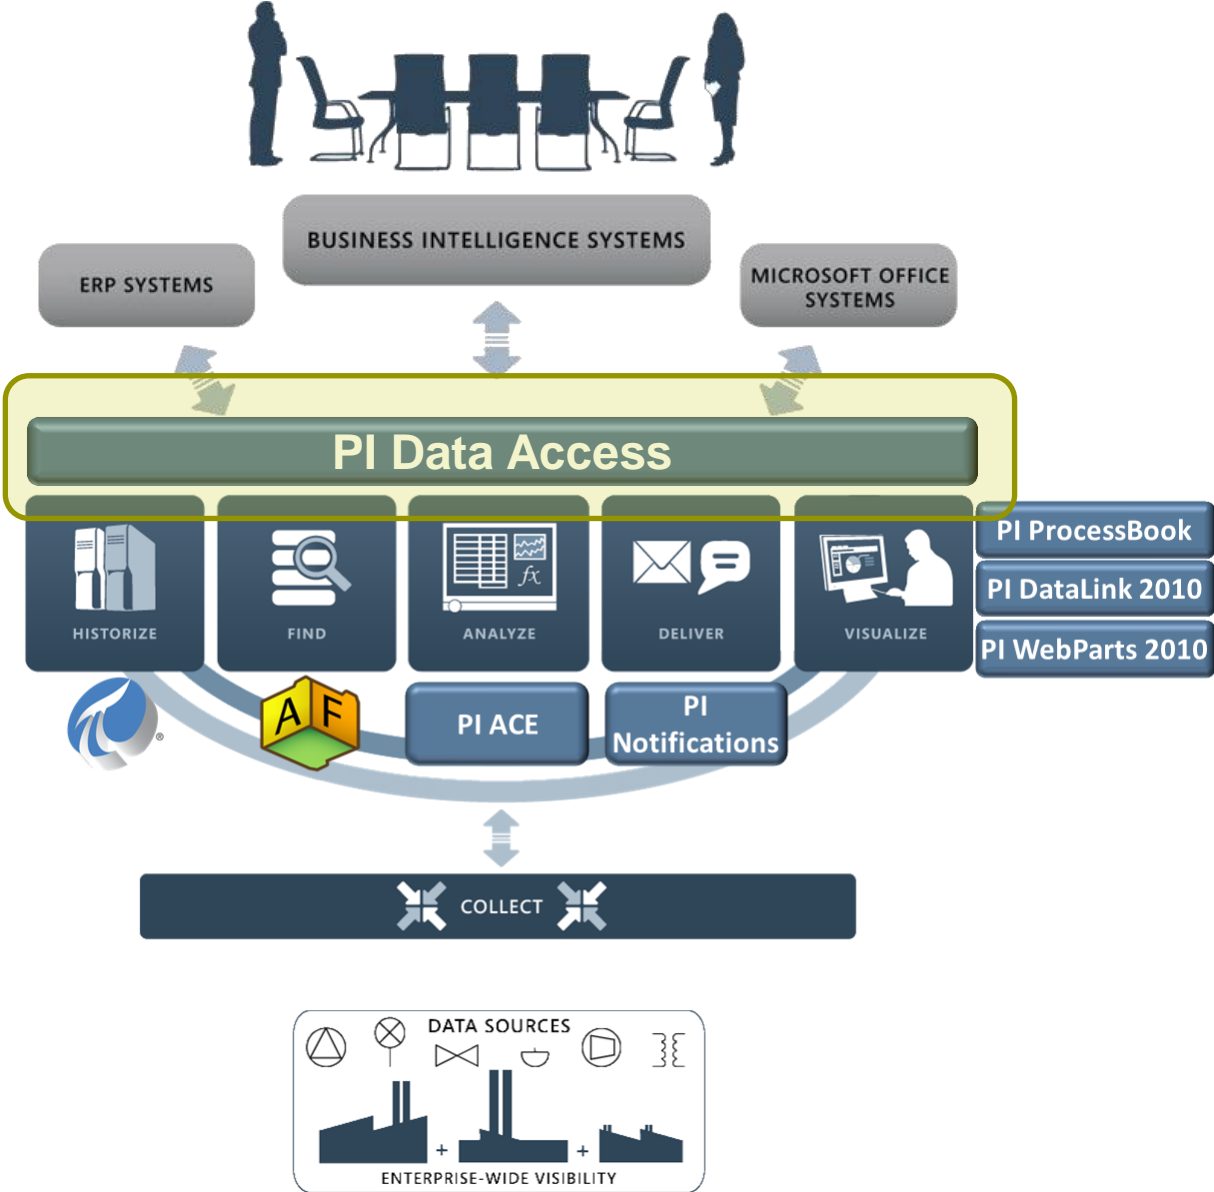 BUSINESS INTELLIGENCE SYSTEMS
ERP SYSTEMS
MICROSOFT OFFICE
SYSTEMS
PI Data Access
HISTORIZE
FIND
fx
ANALYZE
DELIVER
VISUALIZE
PI ProcessBook
PI DataLink 2010
PI WebParts 2010
®
A F
PI ACE
PI
Notifications
COLLECT
DATA SOURCES
+ +
ENTERPRISE-WIDE VISIBILITY